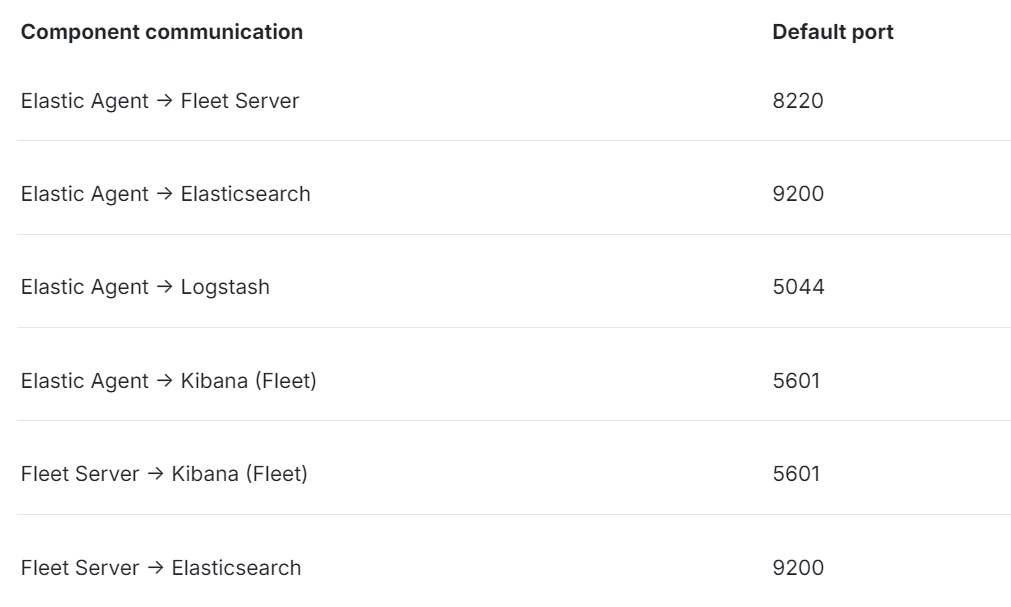 Component communication Default port
Elastic Agent → Fleet Server 8220
Elastic Agent → Elasticsearch 9200
Elastic Agent → Logstash 5044
Elastic Agent → Kibana (Fleet) 5601
Fleet Server → Kibana (Fleet) 5601
Fleet Server → Elasticsearch 9200